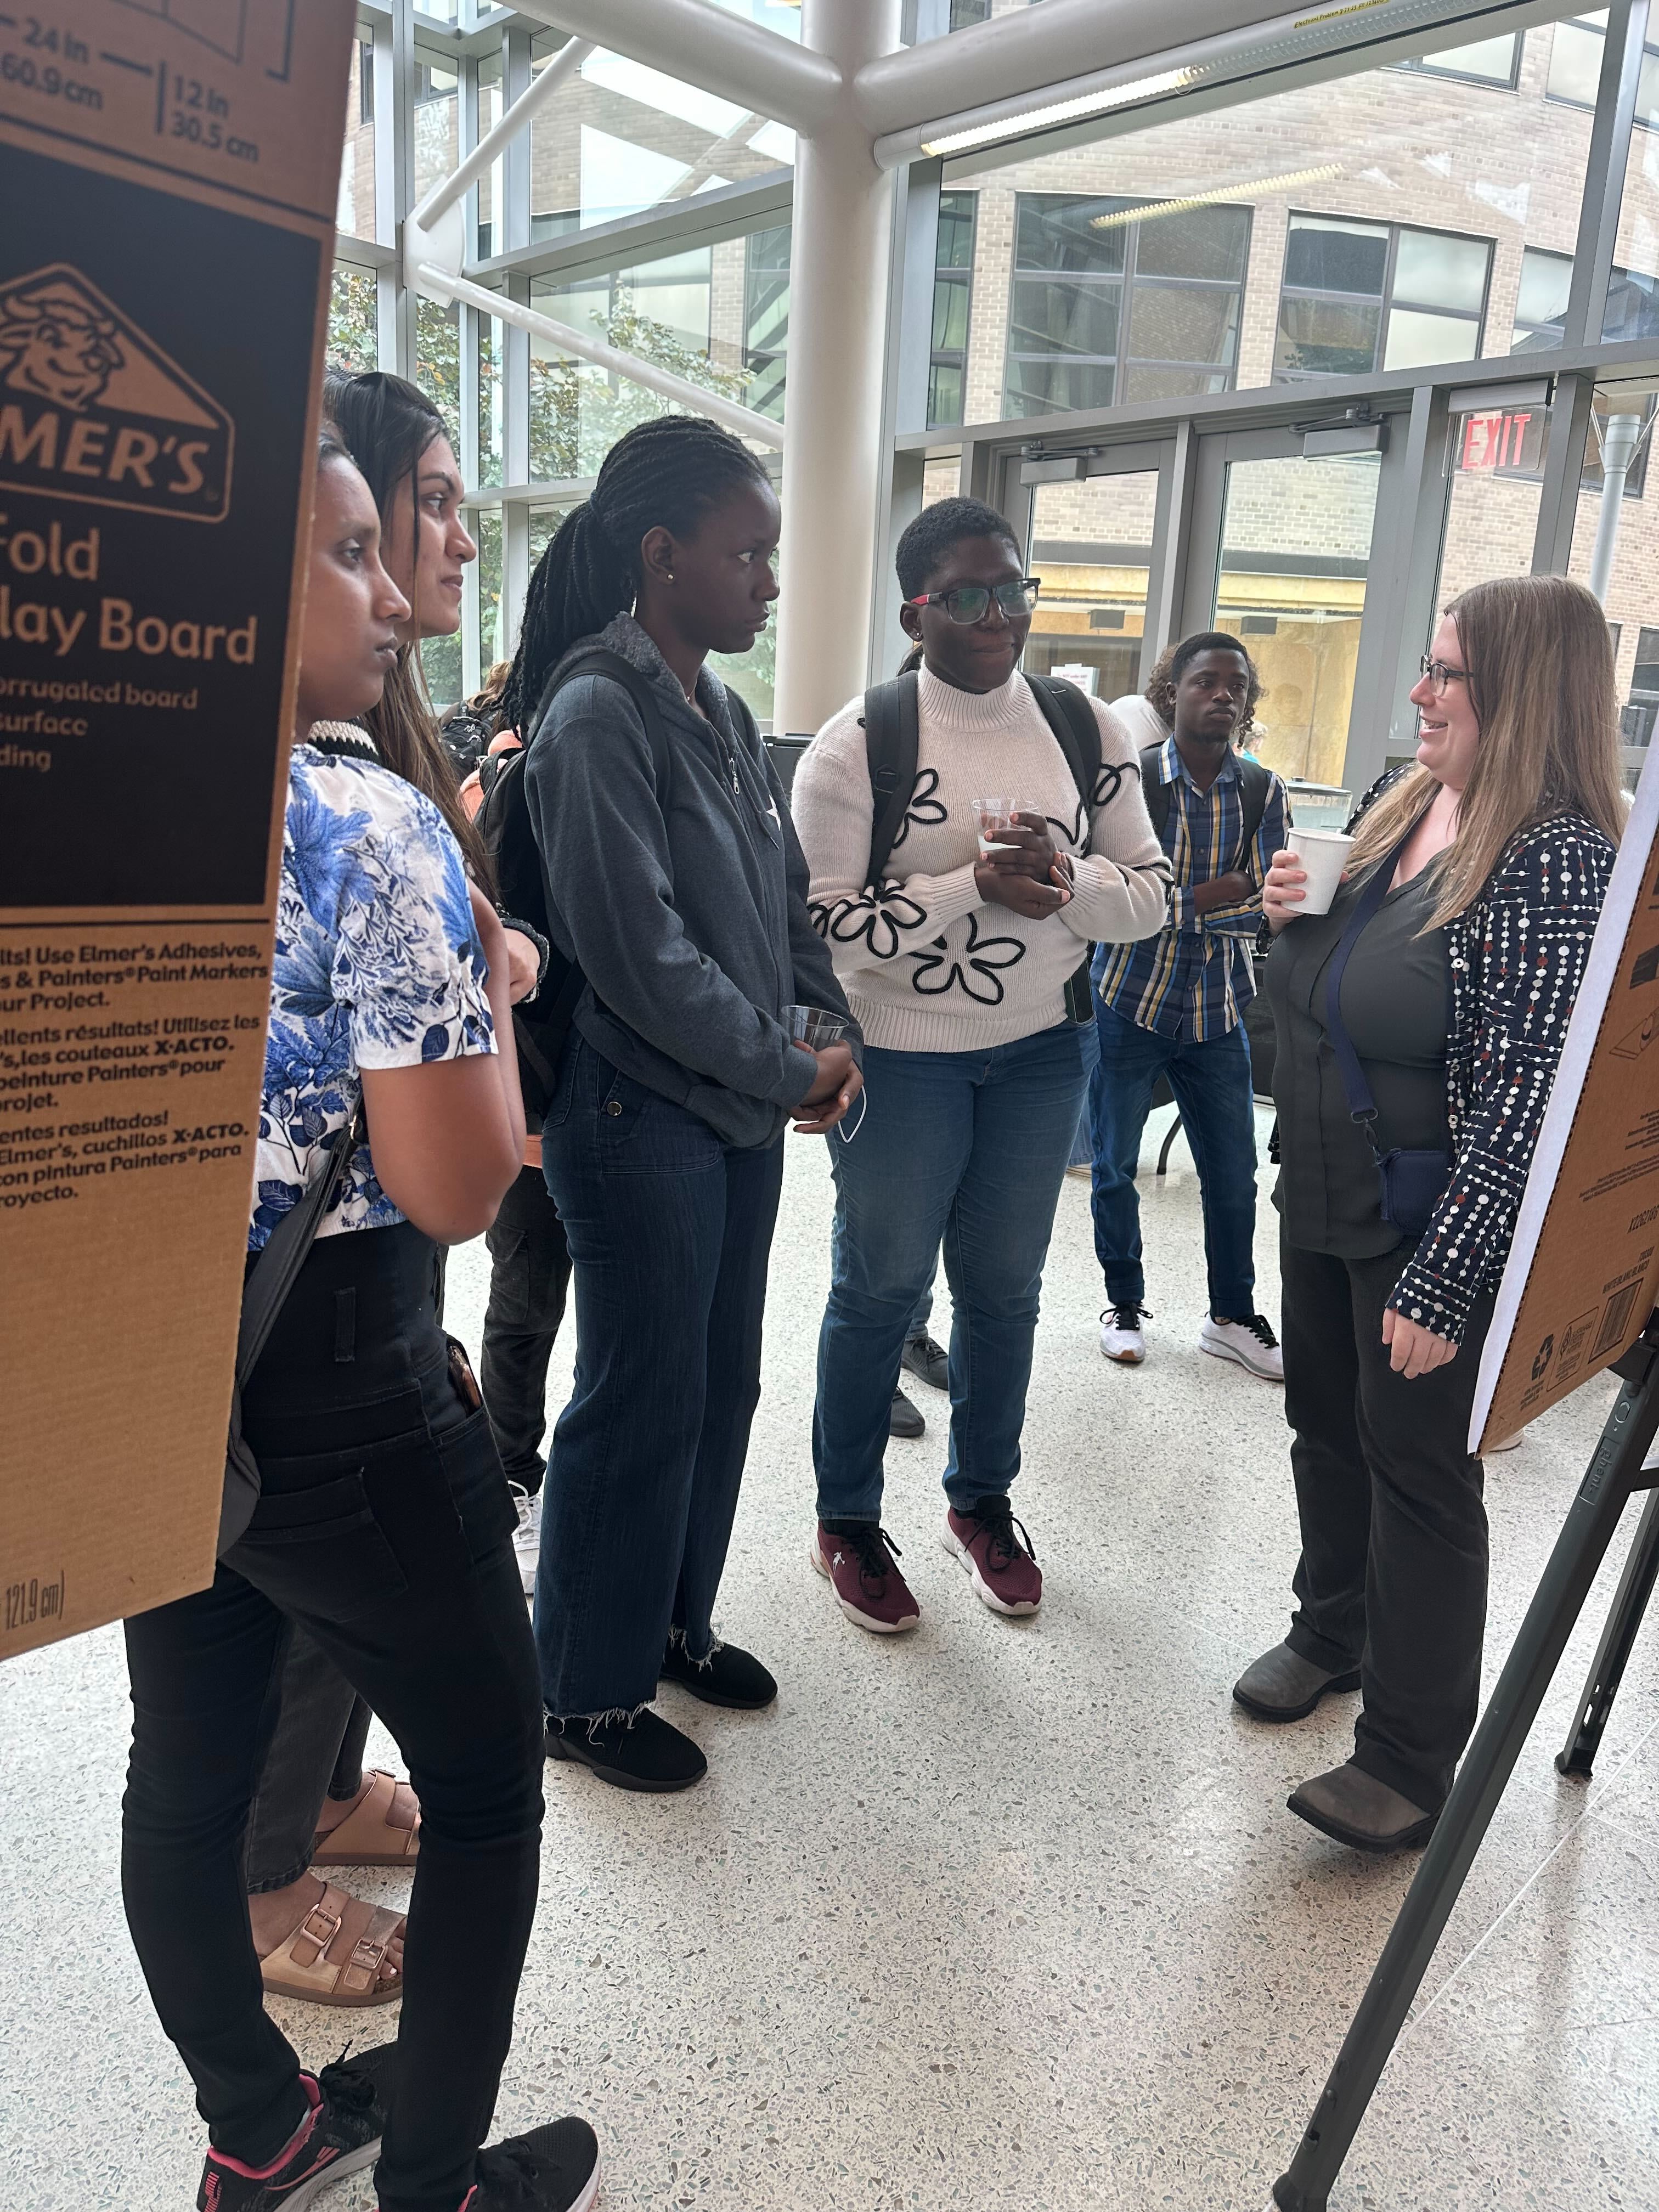 24 in
60.9 cm
12 in
30.5 cm
MER'S
Fold
lay Board
orrugated board
surface
ding
lts! Use Elmer's Adhesives,
s & Painters® Paint Markers
our Project.
ellents résultats! Utilisez les
's, les couteaux X-ACTO.
peinture Painters® pour
projet.
entes resultados!
Elmer's, cuchillos X-ACTO.
con pintura Painters® para
royecto.
121.9 cm)
EXIT